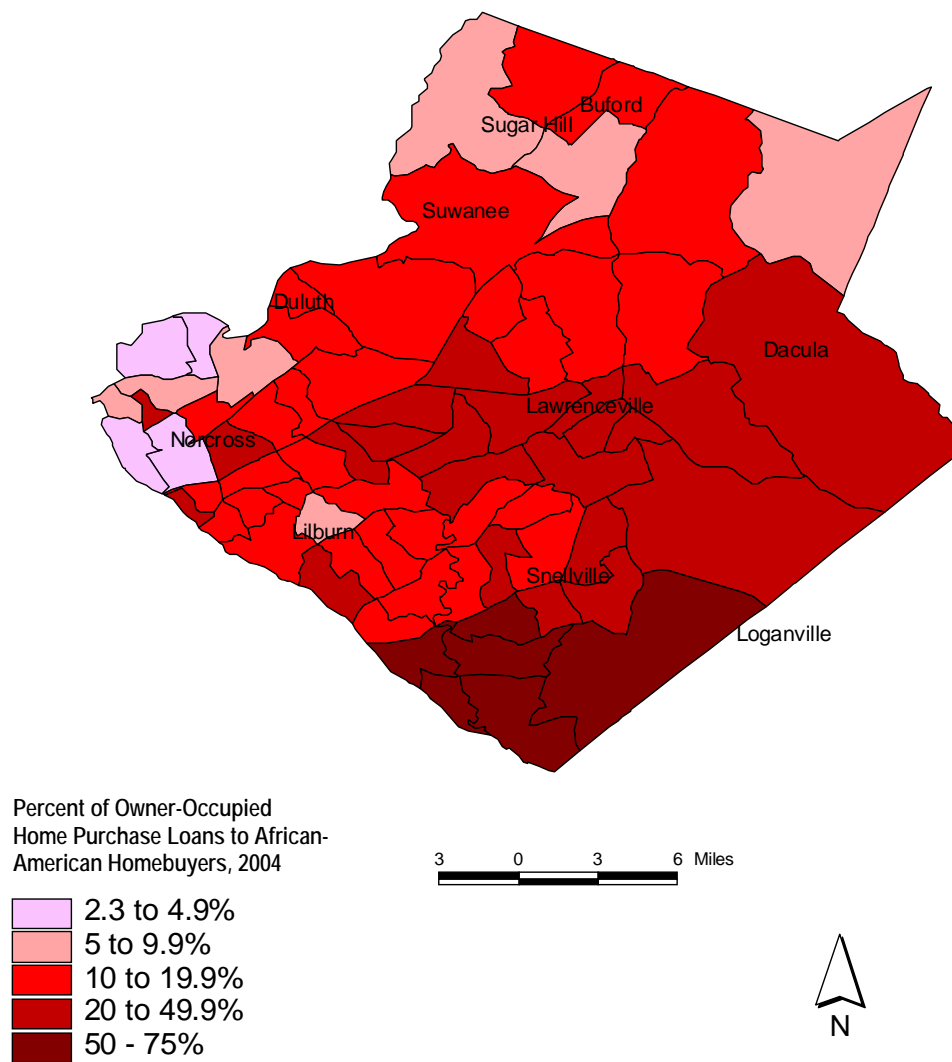 Buford
Sugar Hill
Suwanee
Duluth
Dacula
Lawrenceville
Norcross
Lilburn
Snellville
Loganville
Percent of Owner-Occupied
Home Purchase Loans to African-
American Homebuyers, 2004
3 0 3 6 Miles
2.3 to 4.9%
5 to 9.9%
10 to 19.9%
20 to 49.9%
50 - 75%
N